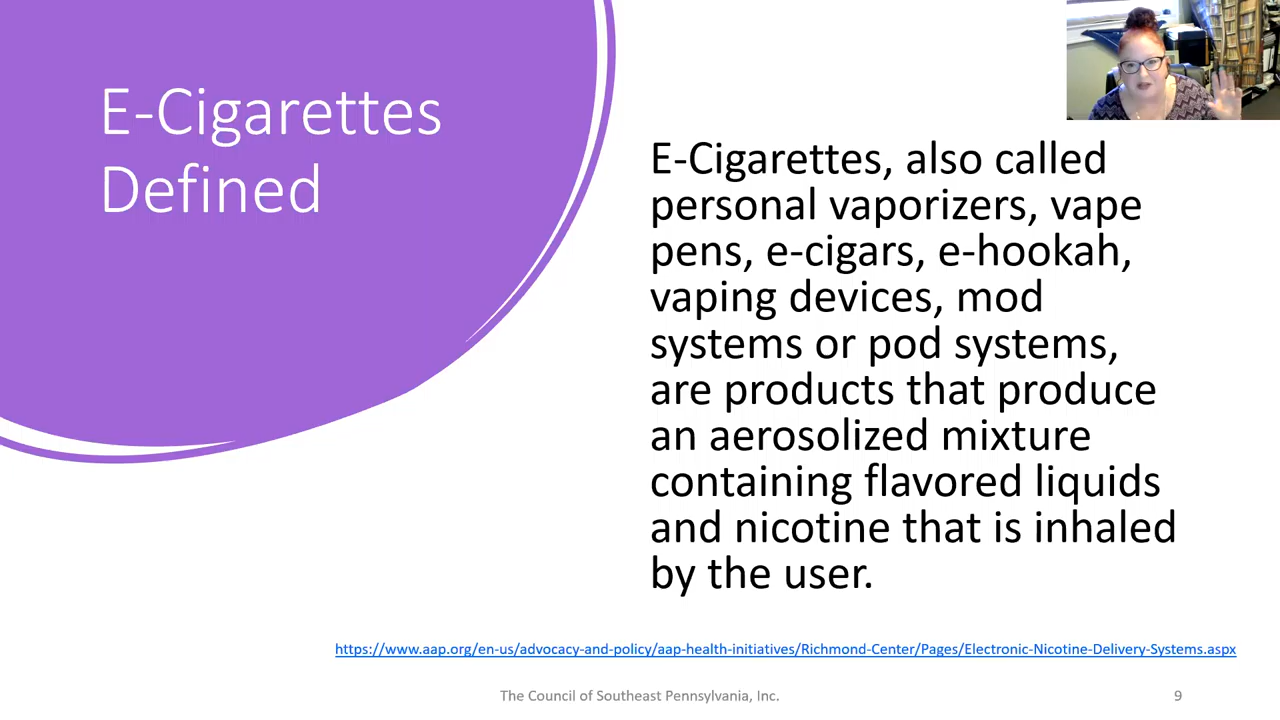 E-Cigarettes
Defined
E-Cigarettes, also called
personal vaporizers, vape
pens, e-cigars, e-hookah,
vaping devices, mod
systems or pod systems,
are products that produce
an aerosolized mixture
containing flavored liquids
and nicotine that is inhaled
by the user.
https://www.aap.org/en-us/advocacy-and-policy/aap-health-initiatives/Richmond-Center/Pages/Electronic-Nicotine-Delivery-Systems.aspx
The Council of Southeast Pennsylvania, Inc.
9